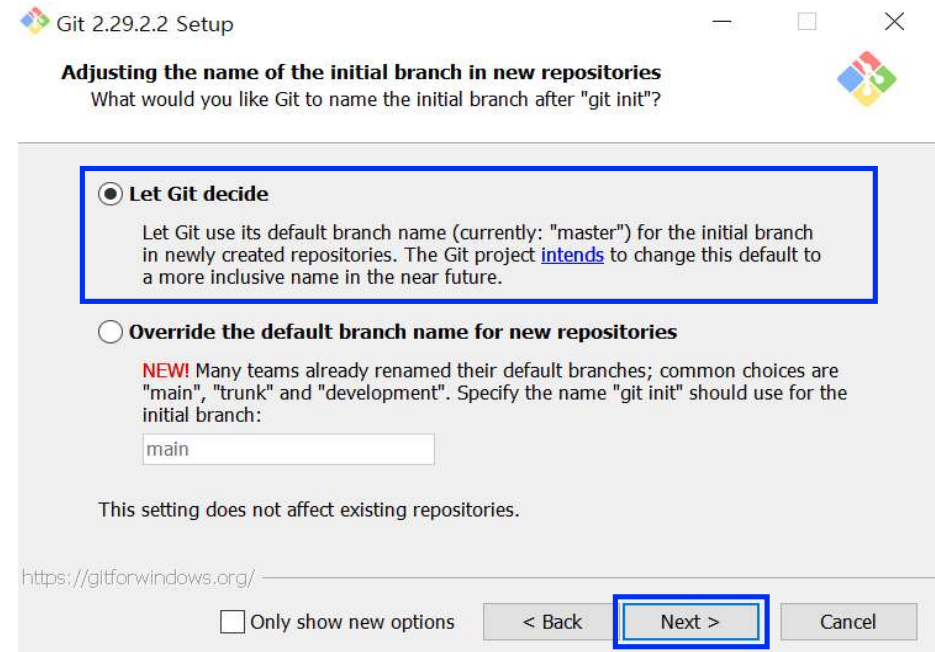 Git 2.29.2.2 Setup
Adjusting the name of the initial branch in new repositories
What would you like Git to name the initial branch after "git init"?
Let Git decide
Let Git use its default branch name (currently: "master") for the initial branch
in newly created repositories. The Git project intends to change this default to
a more inclusive name in the near future.
Override the default branch name for new repositories
NEW! Many teams already renamed their default branches; common choices are
"main", "trunk" and "development". Specify the name "git init" should use for the
initial branch:
main
This setting does not affect existing repositories.
https://gitforwindows.org/
Only show new options
< Back
Next >
Cancel